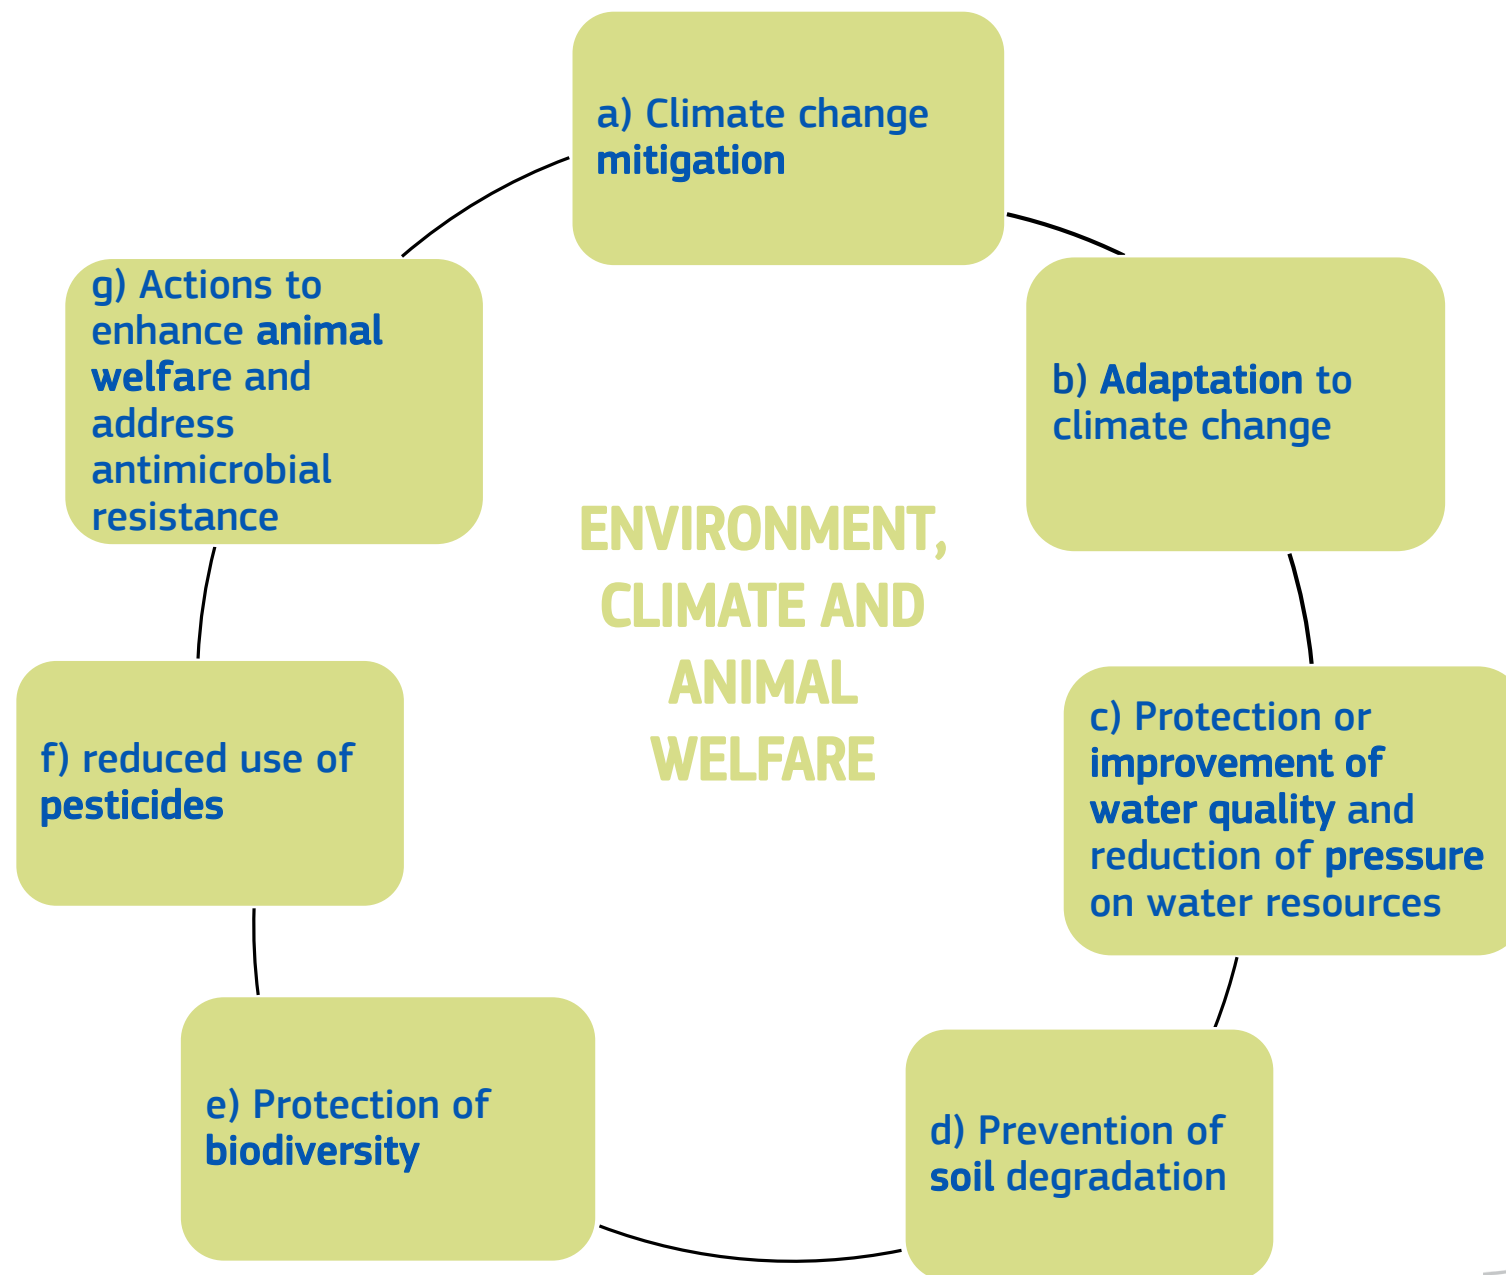 a) Climate change
mitigation
b) Adaptation to
climate change
c) Protection or
improvement of
water quality and
reduction of pressure
on water resources
d) Prevention of
soil degradation
e) Protection of
biodiversity
f) reduced use of
pesticides
g) Actions to
enhance animal
welfare and
address
antimicrobial
resistance
ENVIRONMENT,
CLIMATE AND
ANIMAL
WELFARE